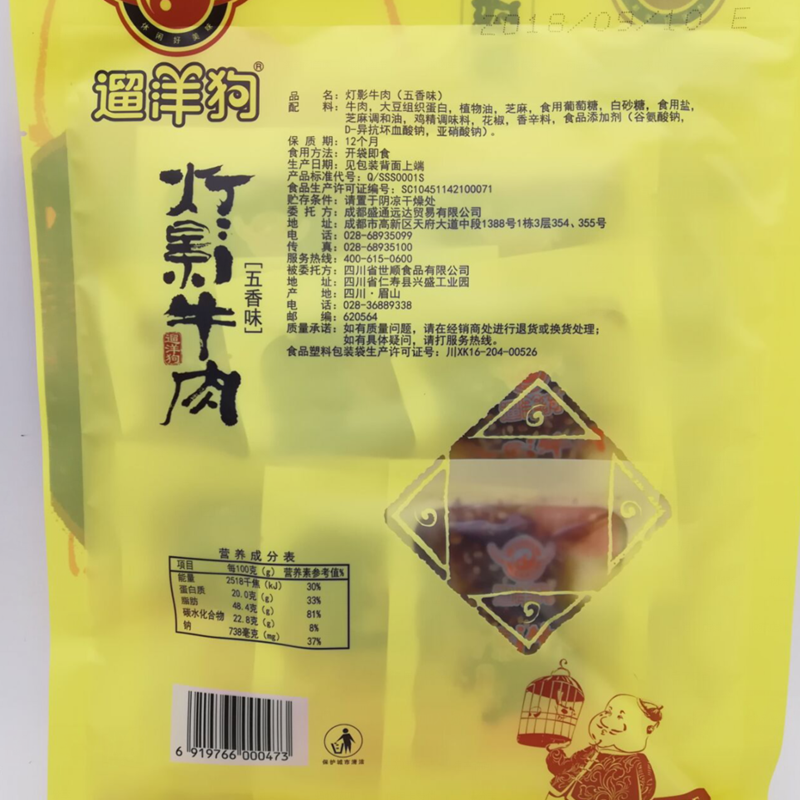 休闲好美味
2018/09/10 E
遛洋狗®
品 名：灯影牛肉（五香味）
配 料：牛肉，大豆组织蛋白，植物油，芝麻，食用葡萄糖，白砂糖，食用盐，
芝麻调和油，鸡精调味料，花椒，香辛料，食品添加剂（谷氨酸钠，
D-异抗坏血酸钠，亚硝酸钠）。
保 质 期：12个月
食用方法：开袋即食
生产日期：见包装背面上端
产品标准代号：Q/SSS0001S
食品生产许可证编号：SC10451142100071
贮存条件：请置于阴凉干燥处
委 托 方：成都盛通远达贸易有限公司
地 址：成都市高新区天府大道中段1388号1栋3层354、355号
电 话：028-68935099
传 真：028-68935100
服务热线：400-615-0600
被委托方：四川省世顺食品有限公司
地 址：四川省仁寿县兴盛工业园
产 地：四川·眉山
电 话：028-36889338
邮 编：620564
质量承诺：如有质量问题，请在经销商处进行退货或换货处理；
如有具体疑问，请打服务热线。
食品塑料包装袋生产许可证号：川XK16-204-00526
灯影牛肉
[五香味]
遛洋狗
营养成分表
项目 每100克(g) 营养素参考值%
能量 2518千焦(kJ) 30%
蛋白质 20.0克(g) 33%
脂肪 48.4克(g) 81%
碳水化合物 22.8克(g) 8%
钠 738毫克(mg) 37%
6 919766 000473
保护城市清洁